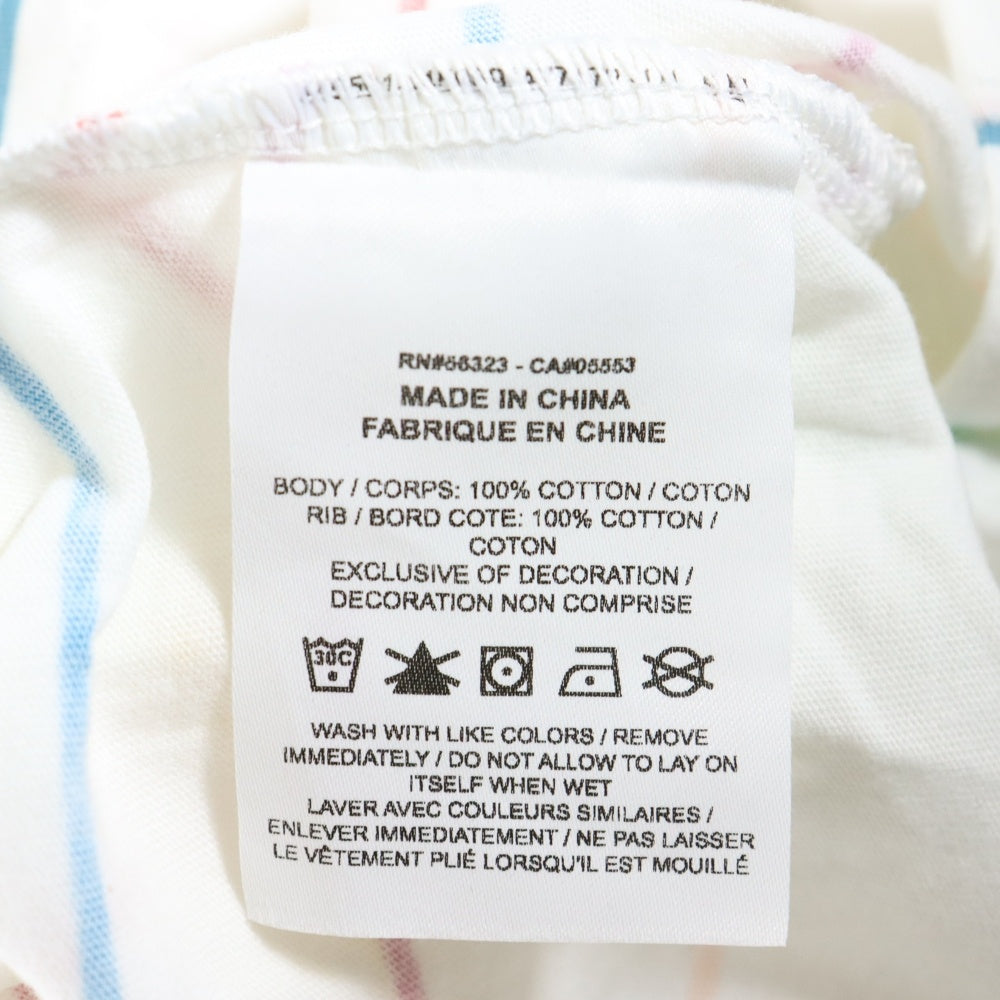 RN#56323 - CA#05553
MADE IN CHINA
FABRIQUE EN CHINE
BODY / CORPS: 100% COTTON / COTON
RIB / BORD COTE: 100% COTTON /
COTON
EXCLUSIVE OF DECORATION /
DECORATION NON COMPRISE
30C
WASH WITH LIKE COLORS / REMOVE
IMMEDIATELY / DO NOT ALLOW TO LAY ON
ITSELF WHEN WET
LAVER AVEC COULEURS SIMILAIRES /
ENLEVER IMMEDIATEMENT / NE PAS LAISSER
LE VÊTEMENT PLIÉ LORSQU'IL EST MOUILLÉ